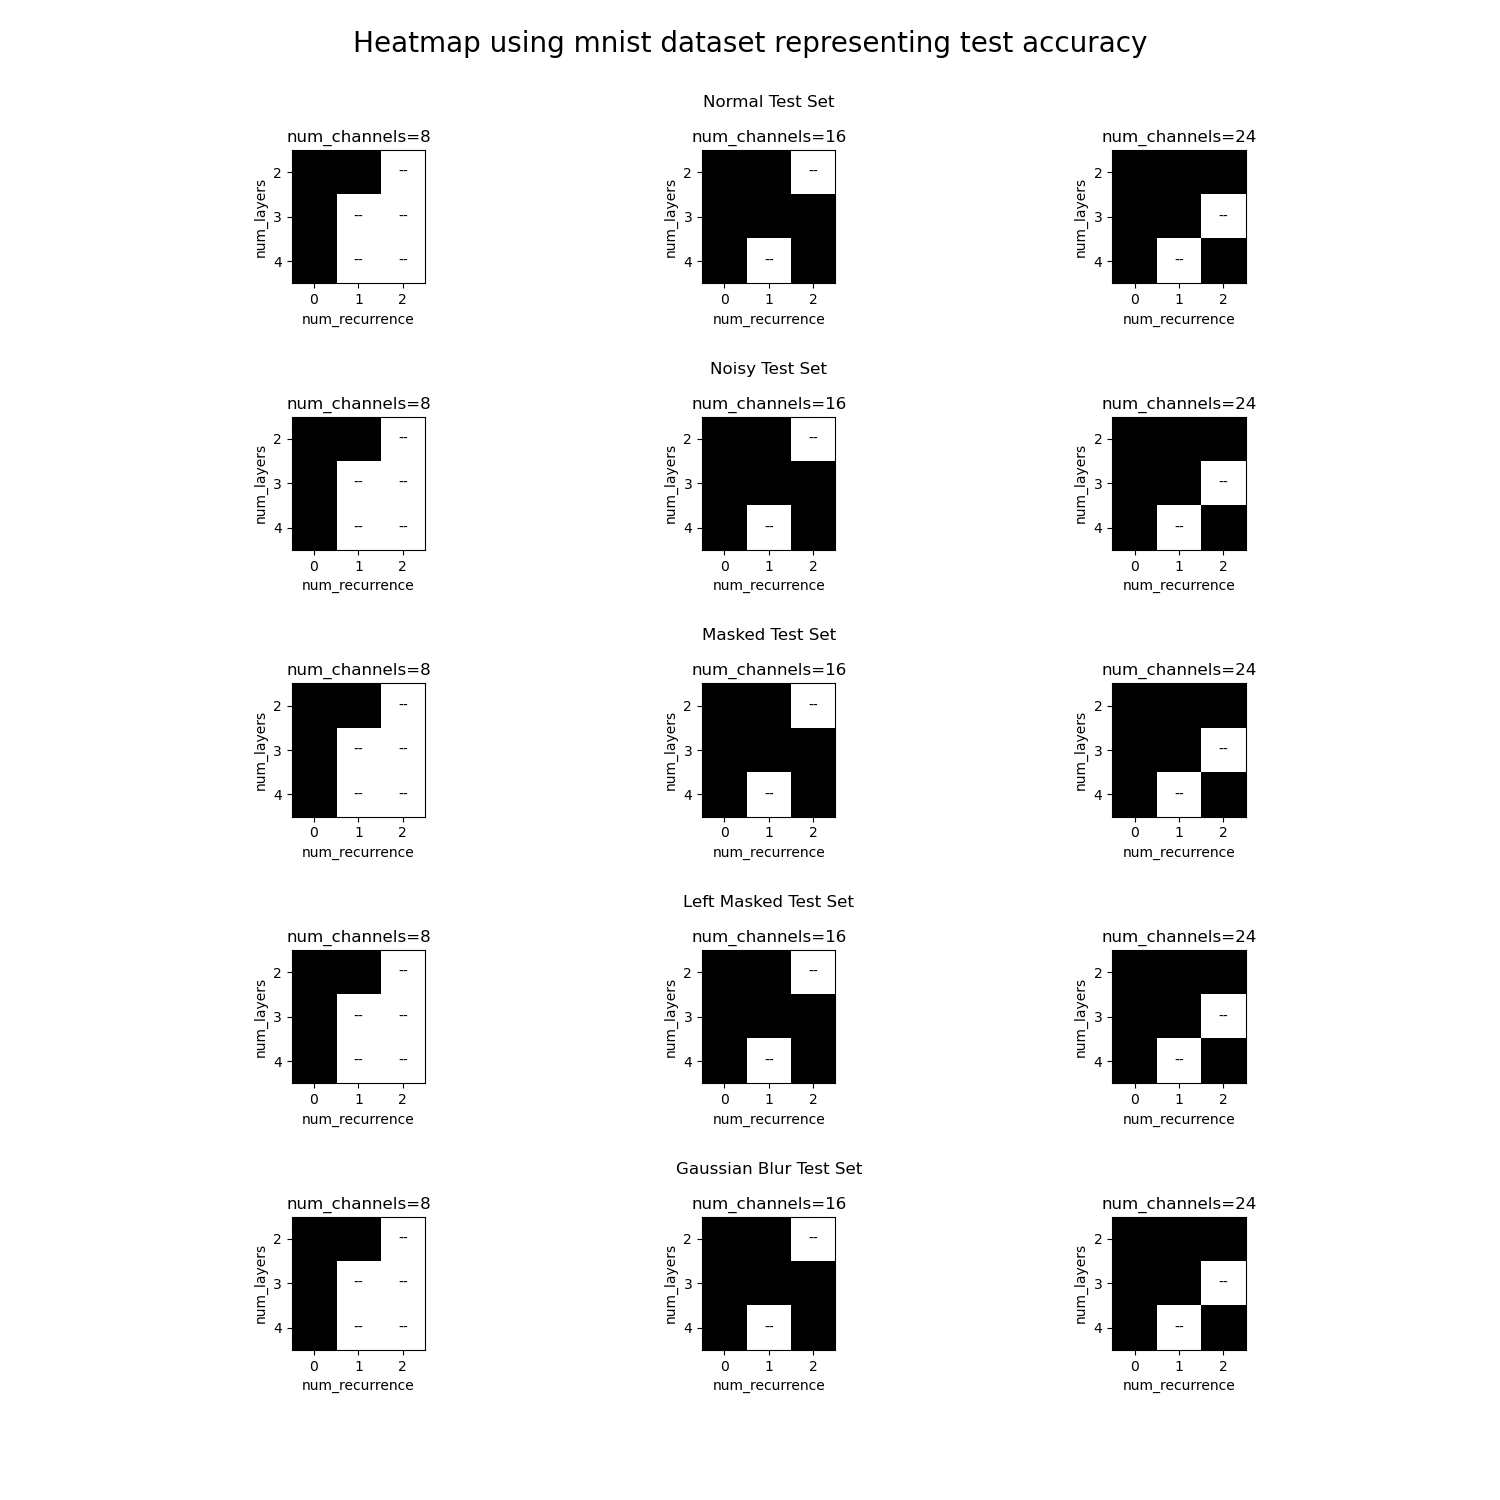 Heatmap using mnist dataset representing test accuracy
Normal Test Set
num_channels=8 num_channels=16 num_channels=24
num_layers 2 -- num_layers 2 -- num_layers 2
3 -- -- 3 3 --
4 -- -- 4 -- 4 --
0 1 2 0 1 2 0 1 2
num_recurrence num_recurrence num_recurrence
Noisy Test Set
num_channels=8 num_channels=16 num_channels=24
num_layers 2 -- num_layers 2 -- num_layers 2
3 -- -- 3 3 --
4 -- -- 4 -- 4 --
0 1 2 0 1 2 0 1 2
num_recurrence num_recurrence num_recurrence
Masked Test Set
num_channels=8 num_channels=16 num_channels=24
num_layers 2 -- num_layers 2 -- num_layers 2
3 -- -- 3 3 --
4 -- -- 4 -- 4 --
0 1 2 0 1 2 0 1 2
num_recurrence num_recurrence num_recurrence
Left Masked Test Set
num_channels=8 num_channels=16 num_channels=24
num_layers 2 -- num_layers 2 -- num_layers 2
3 -- -- 3 3 --
4 -- -- 4 -- 4 --
0 1 2 0 1 2 0 1 2
num_recurrence num_recurrence num_recurrence
Gaussian Blur Test Set
num_channels=8 num_channels=16 num_channels=24
num_layers 2 -- num_layers 2 -- num_layers 2
3 -- -- 3 3 --
4 -- -- 4 -- 4 --
0 1 2 0 1 2 0 1 2
num_recurrence num_recurrence num_recurrence